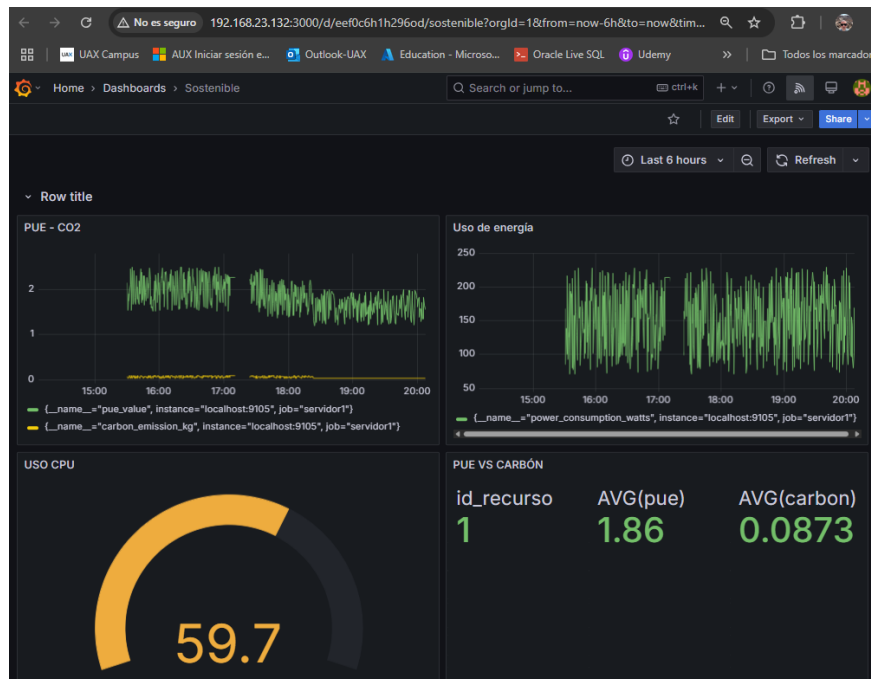 No es seguro 192.168.23.132:3000/d/eef0c6h1h296od/sostenible?orgId=1&from=now-6h&to=now&tim...
UAX Campus AUX Iniciar sesión e... Outlook-UAX Education - Microso... Oracle Live SQL Udemy » Todos los marcador
Home › Dashboards › Sostenible Search or jump to... ctrl+k
Edit Export Share
Last 6 hours Refresh
Row title
PUE - CO2
2
1
0
15:00 16:00 17:00 18:00 19:00 20:00
{__name__="pue_value", instance="localhost:9105", job="servidor1"}
{__name__="carbon_emission_kg", instance="localhost:9105", job="servidor1"}
Uso de energía
250
200
150
100
50
15:00 16:00 17:00 18:00 19:00 20:00
{__name__="power_consumption_watts", instance="localhost:9105", job="servidor1"}
USO CPU
59.7
PUE VS CARBÓN
id_recurso AVG(pue) AVG(carbon)
1 1.86 0.0873